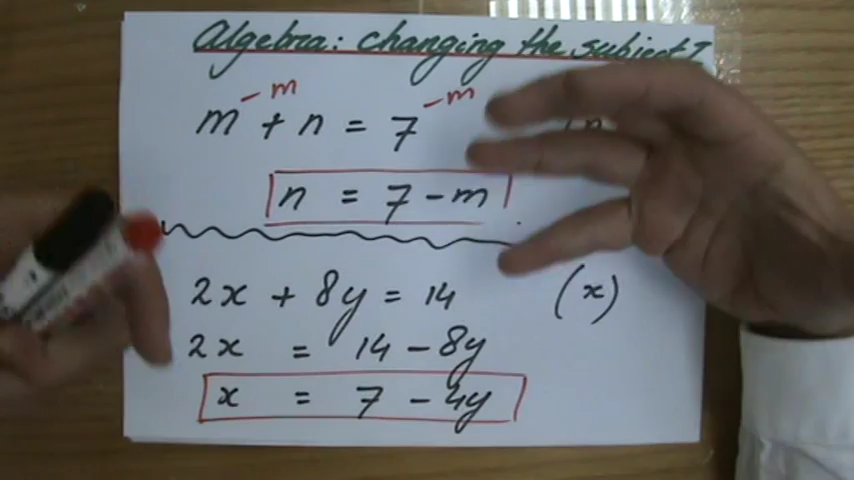 Algebra: changing the subject I
- m - m
m + n = 7 (n
n = 7 - m
2x + 8y = 14 (x)
2x = 14 - 8y
x = 7 - 4y